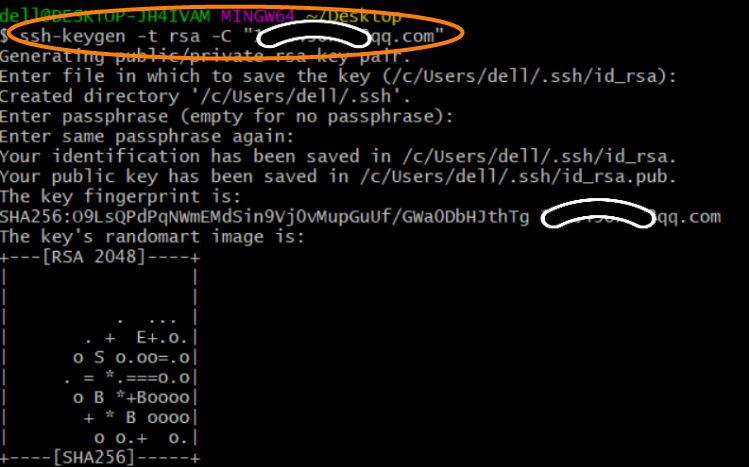 dell@DESKTOP-JH4IVAM MINGW64 ~/Desktop
$ ssh-keygen -t rsa -C "qq.com"
Generating public/private rsa key pair.
Enter file in which to save the key (/c/Users/dell/.ssh/id_rsa):
Created directory '/c/Users/dell/.ssh'.
Enter passphrase (empty for no passphrase):
Enter same passphrase again:
Your identification has been saved in /c/Users/dell/.ssh/id_rsa.
Your public key has been saved in /c/Users/dell/.ssh/id_rsa.pub.
The key fingerprint is:
SHA256:O9LsQPdPqNWmEMdSin9Vj0vMupGuUf/GWa0DbHJthTg qq.com
The key's randomart image is:
+---[RSA 2048]----+
|                 |
|                 |
|          .  ... |
|       . +  E+.o.|
|      o S o.oo=.o|
|     . = *.===o.o|
|      o B *+Boooo|
|       + * B oooo|
|        o o.+  o.|
+----[SHA256]-----+